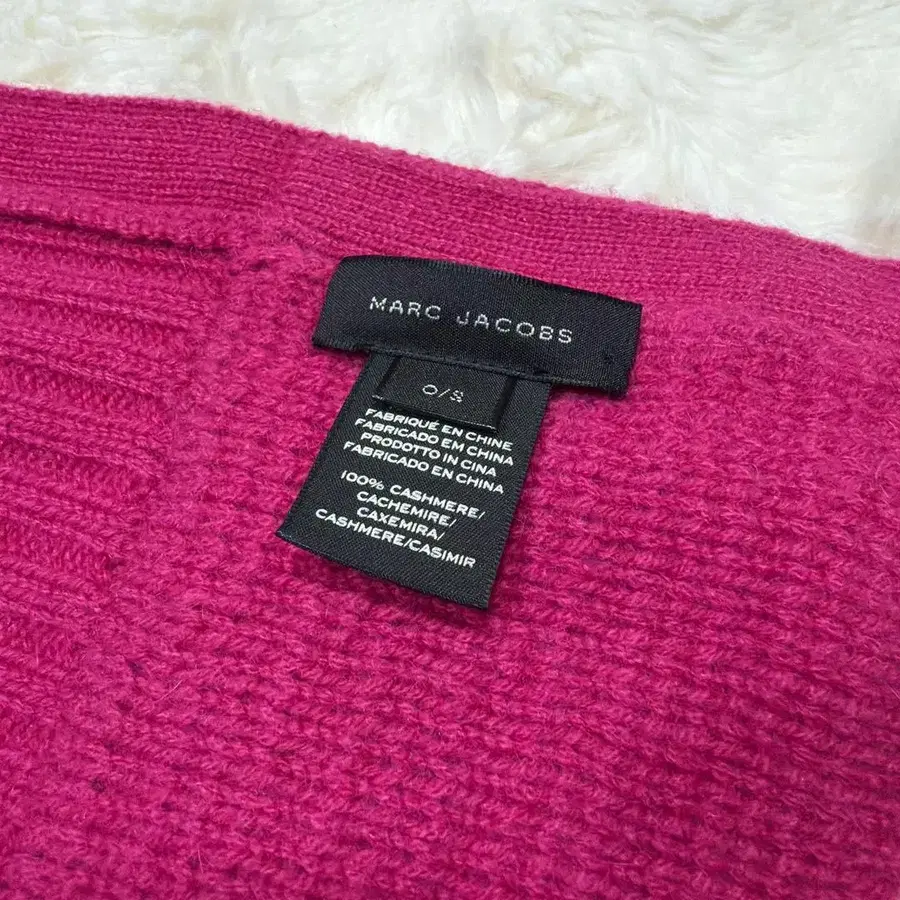 MARC JACOBS
O/S
FABRIQUÉ EN CHINE
FABRICADO EM CHINA
PRODOTTO IN CINA
FABRICADO EN CHINA
100% CASHMERE/
CACHEMIRE/
CAXEMIRA/
CASHMERE/CASIMIR